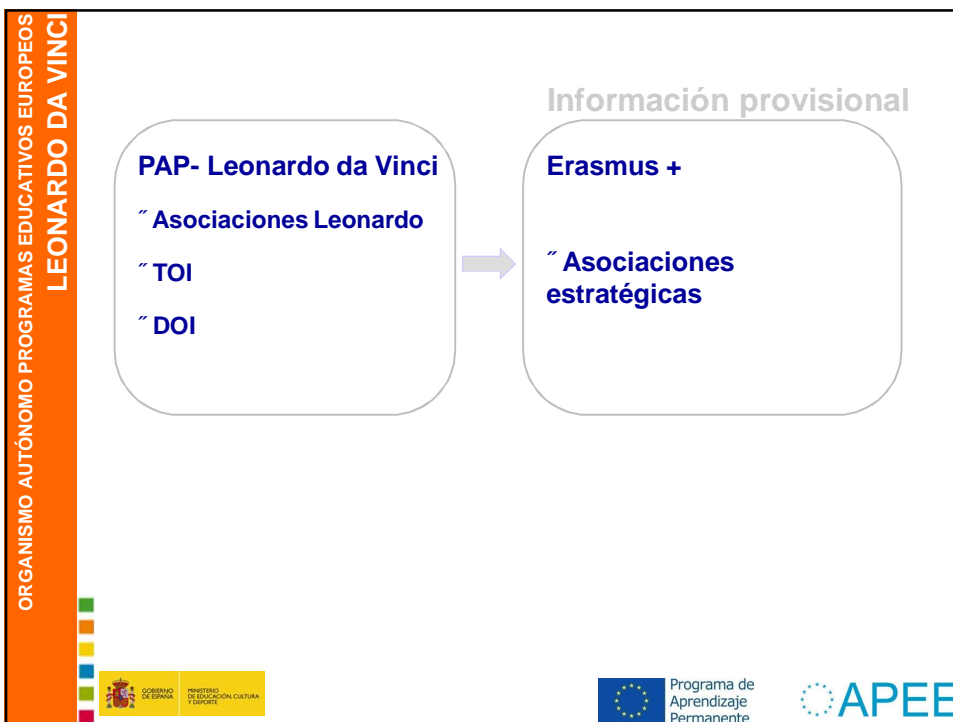 ORGANISMO AUTÓNOMO PROGRAMAS EDUCATIVOS EUROPEOS
LEONARDO DA VINCI
Información provisional
PAP- Leonardo da Vinci
˝ Asociaciones Leonardo
˝ TOI
˝ DOI
Erasmus +
˝ Asociaciones
estratégicas
GOBIERNO
DE ESPAÑA
MINISTERIO
DE EDUCACIÓN, CULTURA
Y DEPORTE
Programa de
Aprendizaje
Permanente
APEE